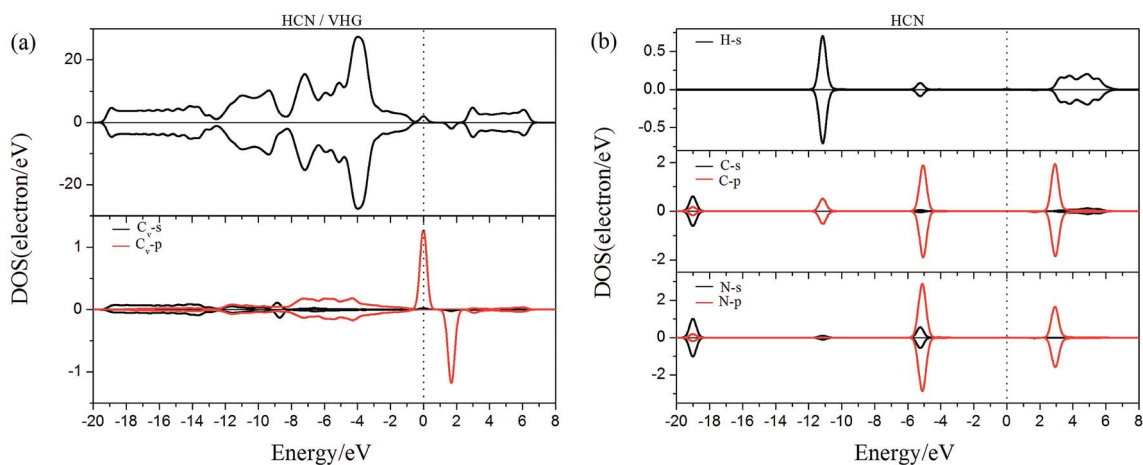 HCN / VHG
(a)
20
0
-20
DOS(electron/eV)
Cv-s
Cv-p
1
0
-1
-20 -18 -16 -14 -12 -10 -8 -6 -4 -2 0 2 4 6 8
Energy/eV
HCN
(b)
H-s
0.5
0.0
-0.5
DOS(electron/eV)
C-s
C-p
2
0
-2
N-s
N-p
2
0
-2
-20 -18 -16 -14 -12 -10 -8 -6 -4 -2 0 2 4 6 8
Energy/eV